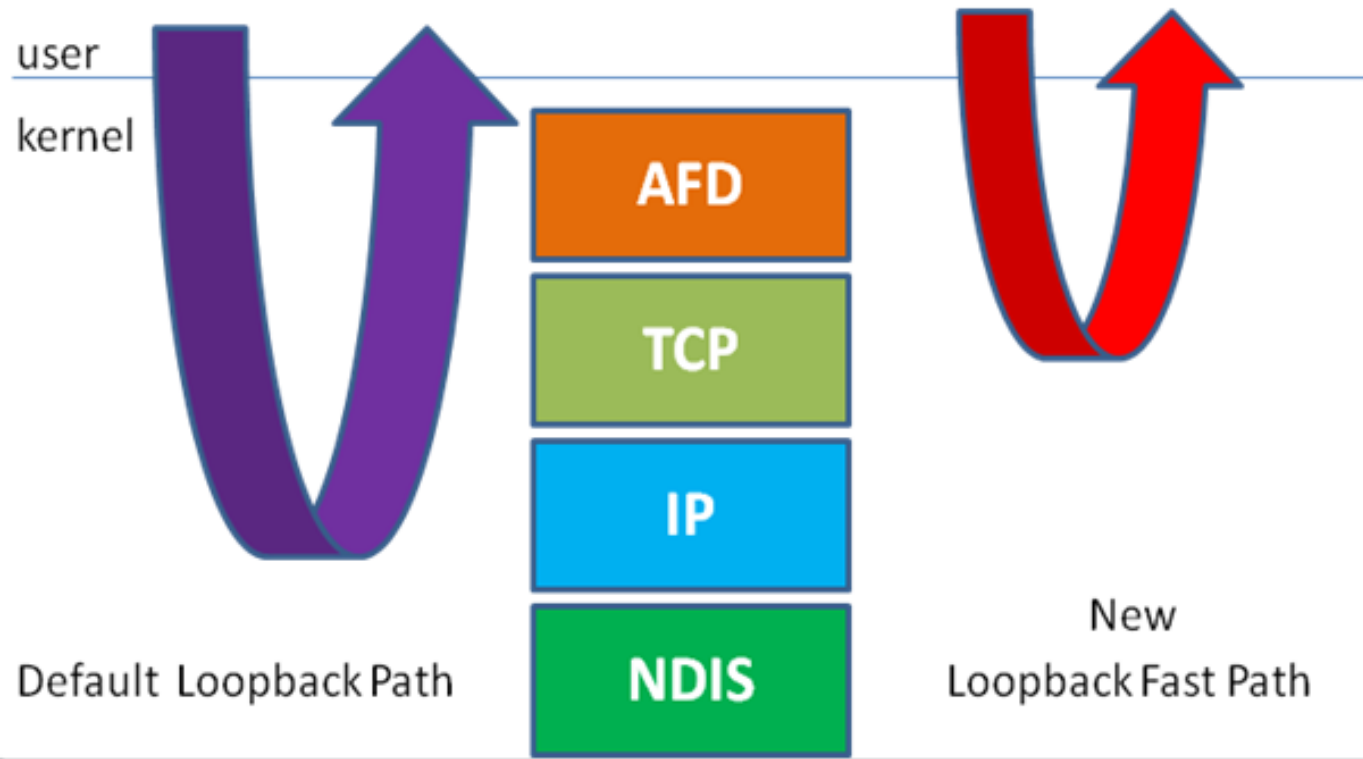 user
kernel
AFD
TCP
IP
NDIS
Default Loopback Path
New
Loopback Fast Path